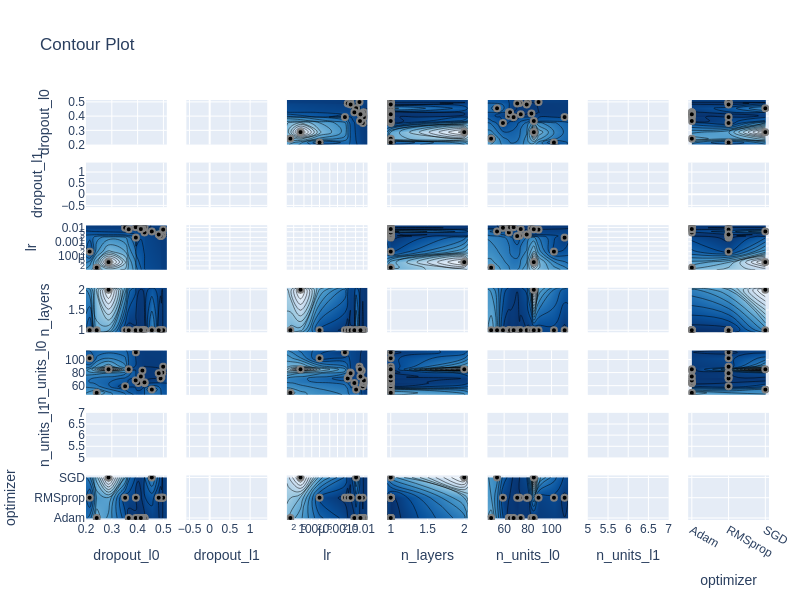 Contour Plot
dropout_l0
0.5
0.4
0.3
0.2
dropout_l1
1
0.5
0
−0.5
lr
0.01
0.001
100μ
n_layers
2
1.5
1
n_units_l0
100
80
60
n_units_l1
7
6.5
6
5.5
5
optimizer
SGD
RMSprop
Adam
0.2 0.3 0.4 0.5
−0.5 0 0.5 1
0.01
1 1.5 2
60 80 100
5 5.5 6 6.5 7
Adam RMSprop SGD
dropout_l0 dropout_l1 lr n_layers n_units_l0 n_units_l1
optimizer